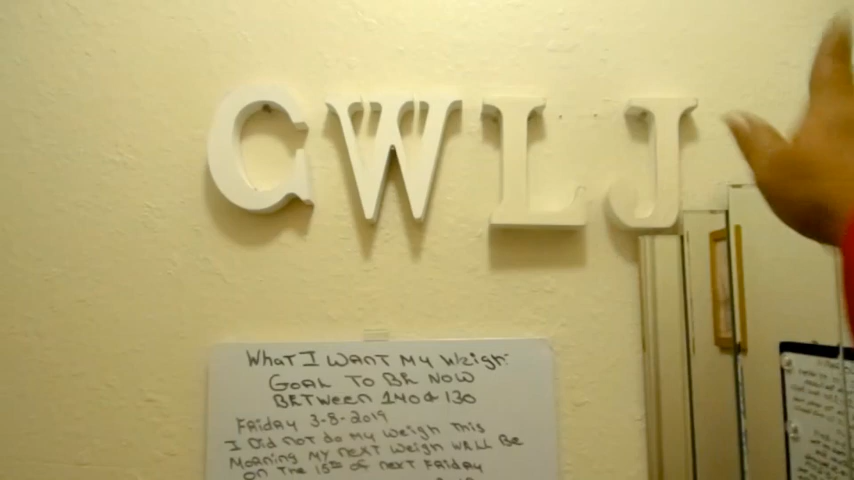 GWLJ
What I WANT My Weigh
GOAL TO BE NOW
BETWEEN 140 & 130
FRIDAY 3-8-2019
I DID NOT do My Weigh THIS
MORNING MY NEXT Weigh WILL BE
ON THE 15TH OF NEXT FRIDAY